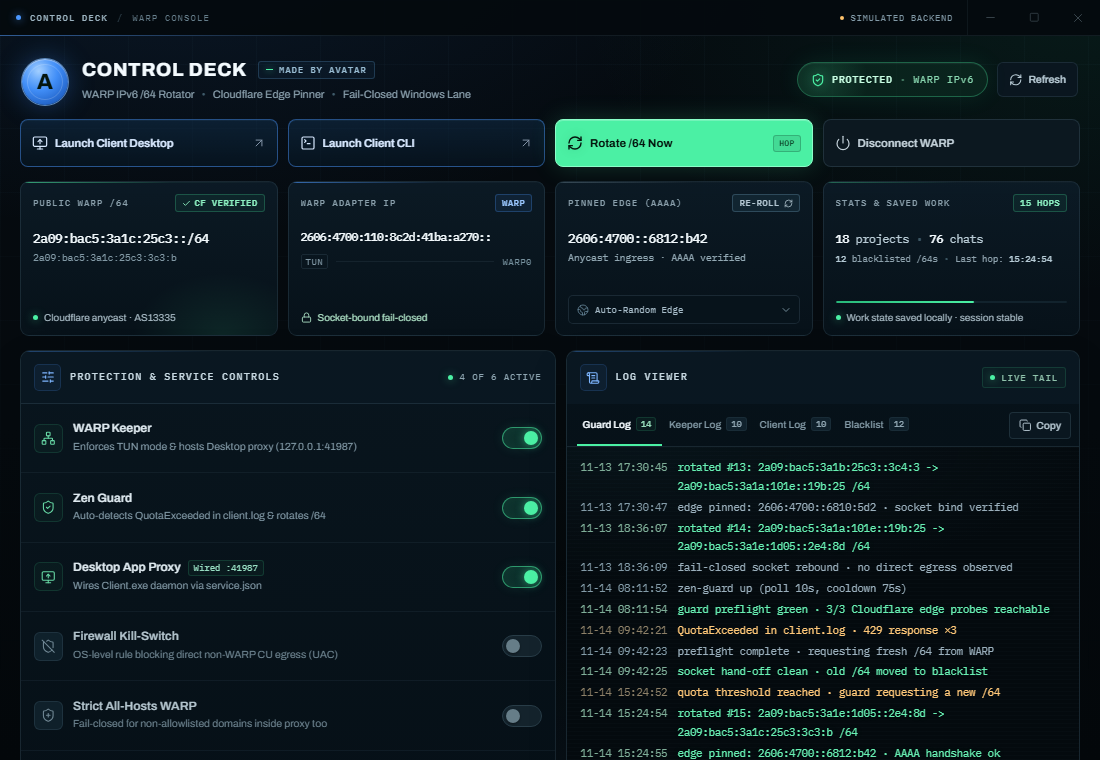 CONTROL DECK / WARP CONSOLE
SIMULATED BACKEND
A
CONTROL DECK
MADE BY AVATAR
WARP IPv6 /64 Rotator • Cloudflare Edge Pinner • Fail-Closed Windows Lane
PROTECTED · WARP IPv6
Refresh
Launch Client Desktop
Launch Client CLI
Rotate /64 Now
HOP
Disconnect WARP
PUBLIC WARP /64
CF VERIFIED
2a09:bac5:3a1c:25c3::/64
2a09:bac5:3a1c:25c3:3c3:b
Cloudflare anycast · AS13335
WARP ADAPTER IP
WARP
2606:4700:110:8c2d:41ba:a270::
TUN
WARP0
Socket-bound fail-closed
PINNED EDGE (AAAA)
RE-ROLL
2606:4700::6812:b42
Anycast ingress · AAAA verified
Auto-Random Edge
STATS & SAVED WORK
15 HOPS
18 projects • 76 chats
12 blacklisted /64s · Last hop: 15:24:54
Work state saved locally · session stable
PROTECTION & SERVICE CONTROLS
4 OF 6 ACTIVE
WARP Keeper
Enforces TUN mode & hosts Desktop proxy (127.0.0.1:41987)
Zen Guard
Auto-detects QuotaExceeded in client.log & rotates /64
Desktop App Proxy
Wired :41987
Wires Client.exe daemon via service.json
Firewall Kill-Switch
OS-level rule blocking direct non-WARP CU egress (UAC)
Strict All-Hosts WARP
Fail-closed for non-allowlisted domains inside proxy too
LOG VIEWER
LIVE TAIL
Guard Log 14
Keeper Log 10
Client Log 10
Blacklist 12
Copy
11-13 17:30:45 rotated #13: 2a09:bac5:3a1b:25c3::3c4:3 ->
2a09:bac5:3a1a:101e::19b:25 /64
11-13 17:30:47 edge pinned: 2606:4700::6810:5d2 · socket bind verified
11-13 18:36:07 rotated #14: 2a09:bac5:3a1a:101e::19b:25 ->
2a09:bac5:3a1e:1d05::2e4:8d /64
11-13 18:36:09 fail-closed socket rebound · no direct egress observed
11-14 08:11:52 zen-guard up (poll 10s, cooldown 75s)
11-14 08:11:54 guard preflight green · 3/3 Cloudflare edge probes reachable
11-14 09:42:21 QuotaExceeded in client.log · 429 response ×3
11-14 09:42:23 preflight complete · requesting fresh /64 from WARP
11-14 09:42:25 socket hand-off clean · old /64 moved to blacklist
11-14 15:24:52 quota threshold reached · guard requesting a new /64
11-14 15:24:54 rotated #15: 2a09:bac5:3a1e:1d05::2e4:8d ->
2a09:bac5:3a1c:25c3:3c3:b /64
11-14 15:24:55 edge pinned: 2606:4700::6812:b42 · AAAA handshake ok